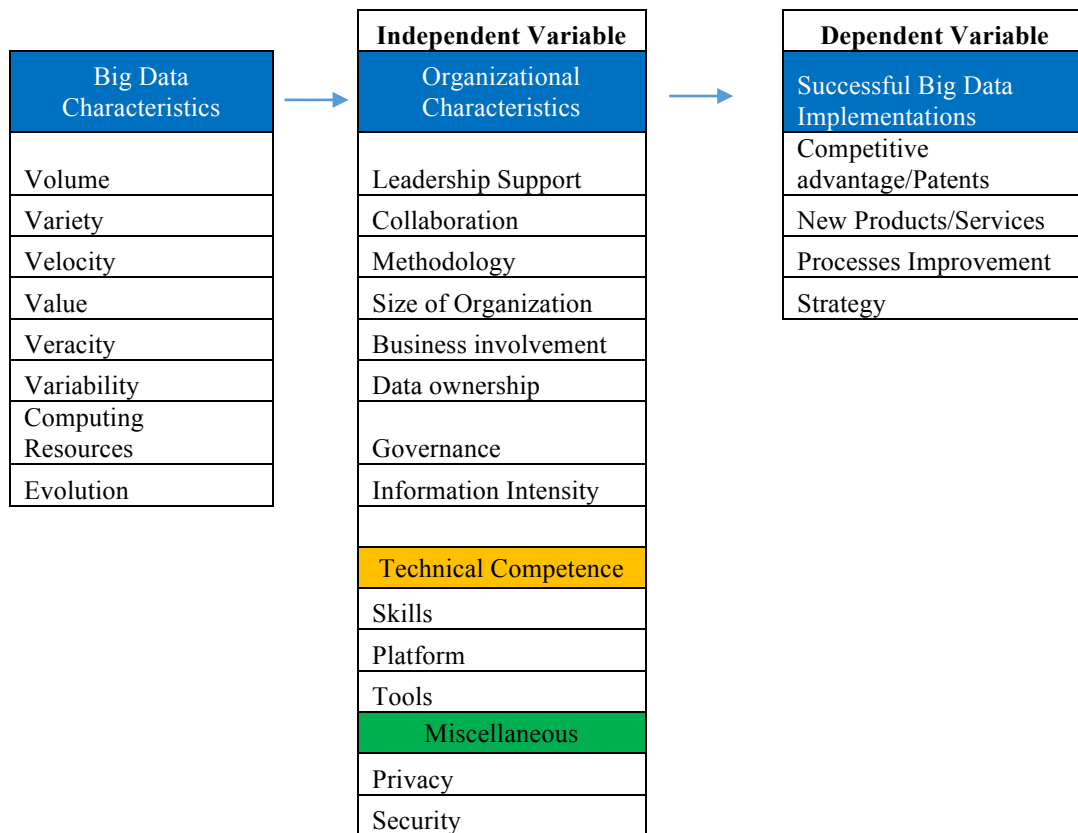 Independent Variable
Dependent Variable
Big Data
Characteristics
Organizational
Characteristics
Successful Big Data
Implementations
Volume
Variety
Velocity
Value
Veracity
Variability
Computing
Resources
Evolution
Leadership Support
Collaboration
Methodology
Size of Organization
Business involvement
Data ownership
Governance
Information Intensity
Technical Competence
Skills
Platform
Tools
Miscellaneous
Privacy
Security
Competitive
advantage/Patents
New Products/Services
Processes Improvement
Strategy